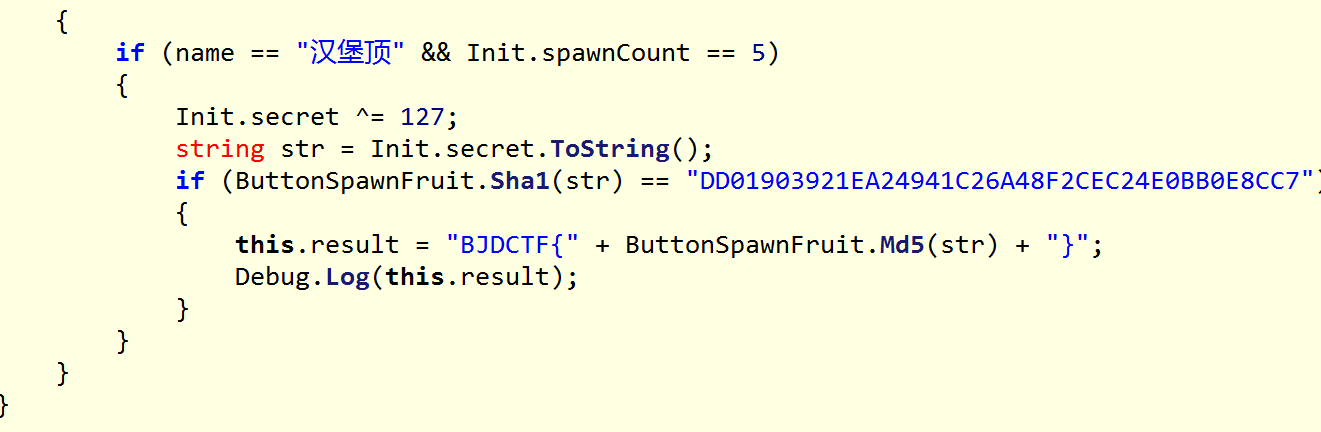 {
if (name == "汉堡顶" && Init.spawnCount == 5)
{
Init.secret ^= 127;
string str = Init.secret.ToString();
if (ButtonSpawnFruit.Sha1(str) == "DD01903921EA24941C26A48F2CEC24E0BB0E8CC7")
{
this.result = "BJDCTF{" + ButtonSpawnFruit.Md5(str) + "}";
Debug.Log(this.result);
}
}
}
}